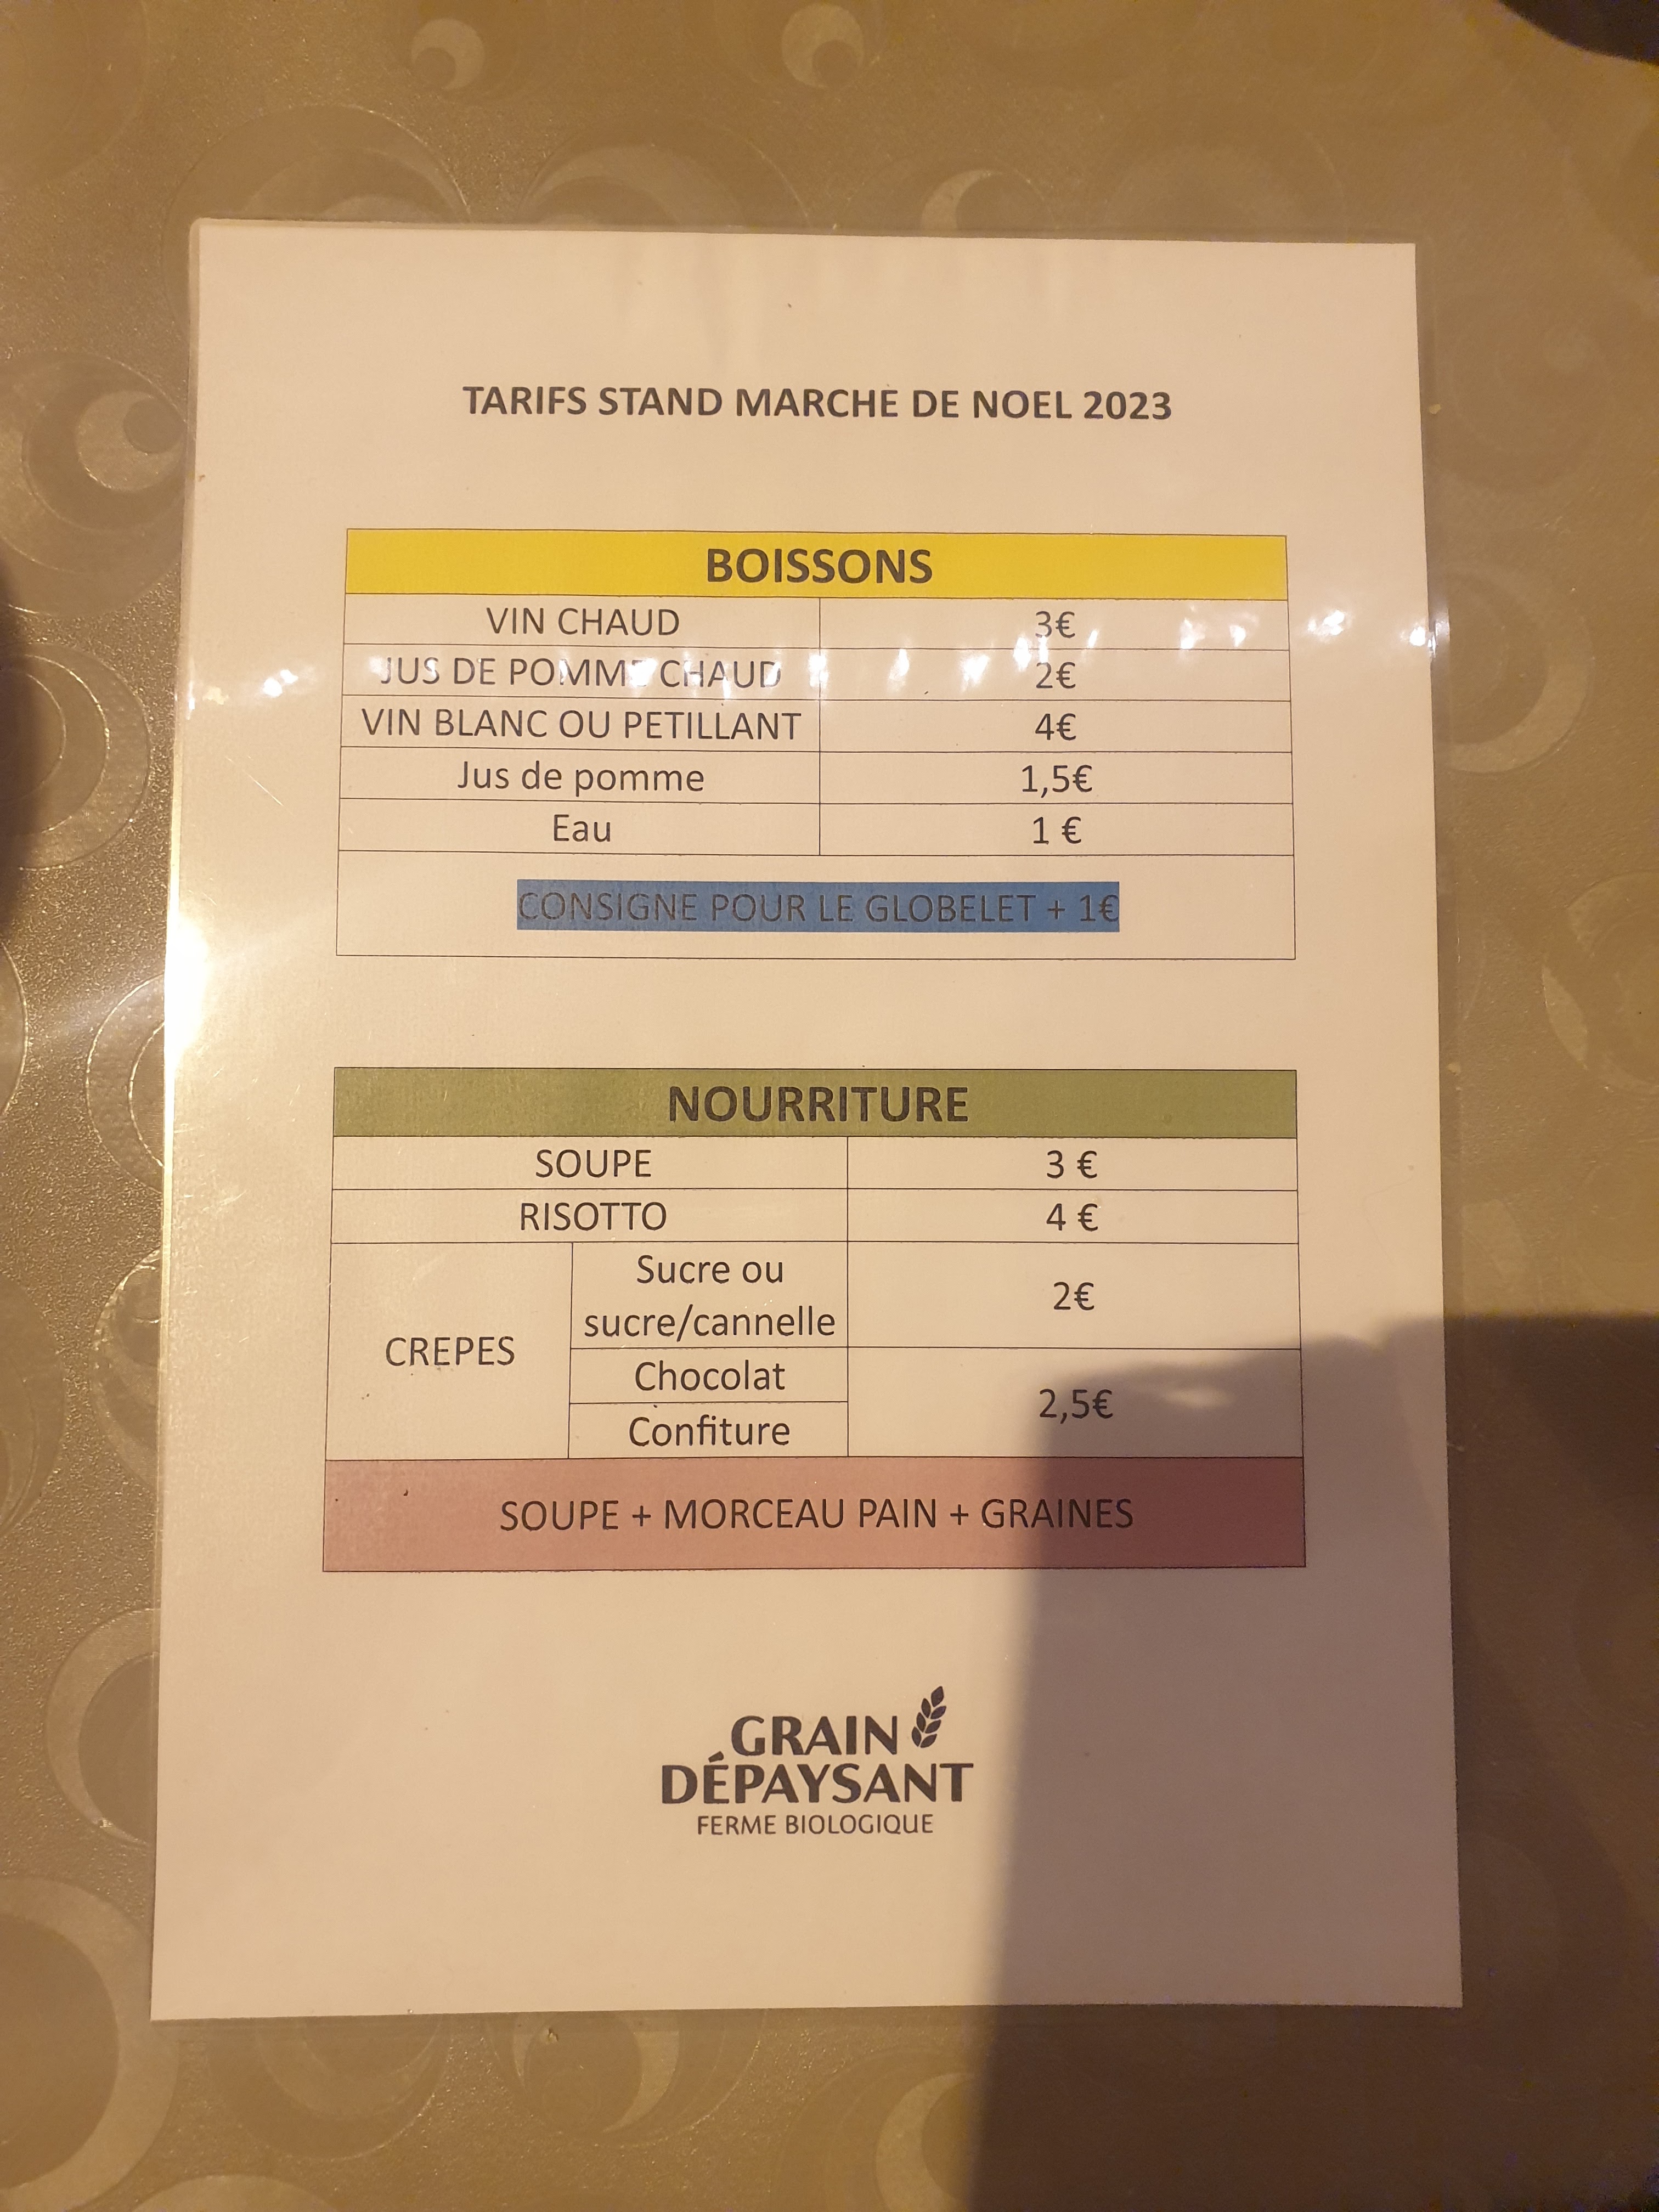 TARIFS STAND MARCHE DE NOEL 2023
BOISSONS
VIN CHAUD 3€
JUS DE POMME CHAUD 2€
VIN BLANC OU PETILLANT 4€
Jus de pomme 1,5€
Eau 1 €
CONSIGNE POUR LE GLOBELET + 1€
NOURRITURE
SOUPE 3 €
RISOTTO 4 €
CREPES
Sucre ou
sucre/cannelle
2€
Chocolat
Confiture
2,5€
SOUPE + MORCEAU PAIN + GRAINES
GRAIN
DÉPAYSANT
FERME BIOLOGIQUE